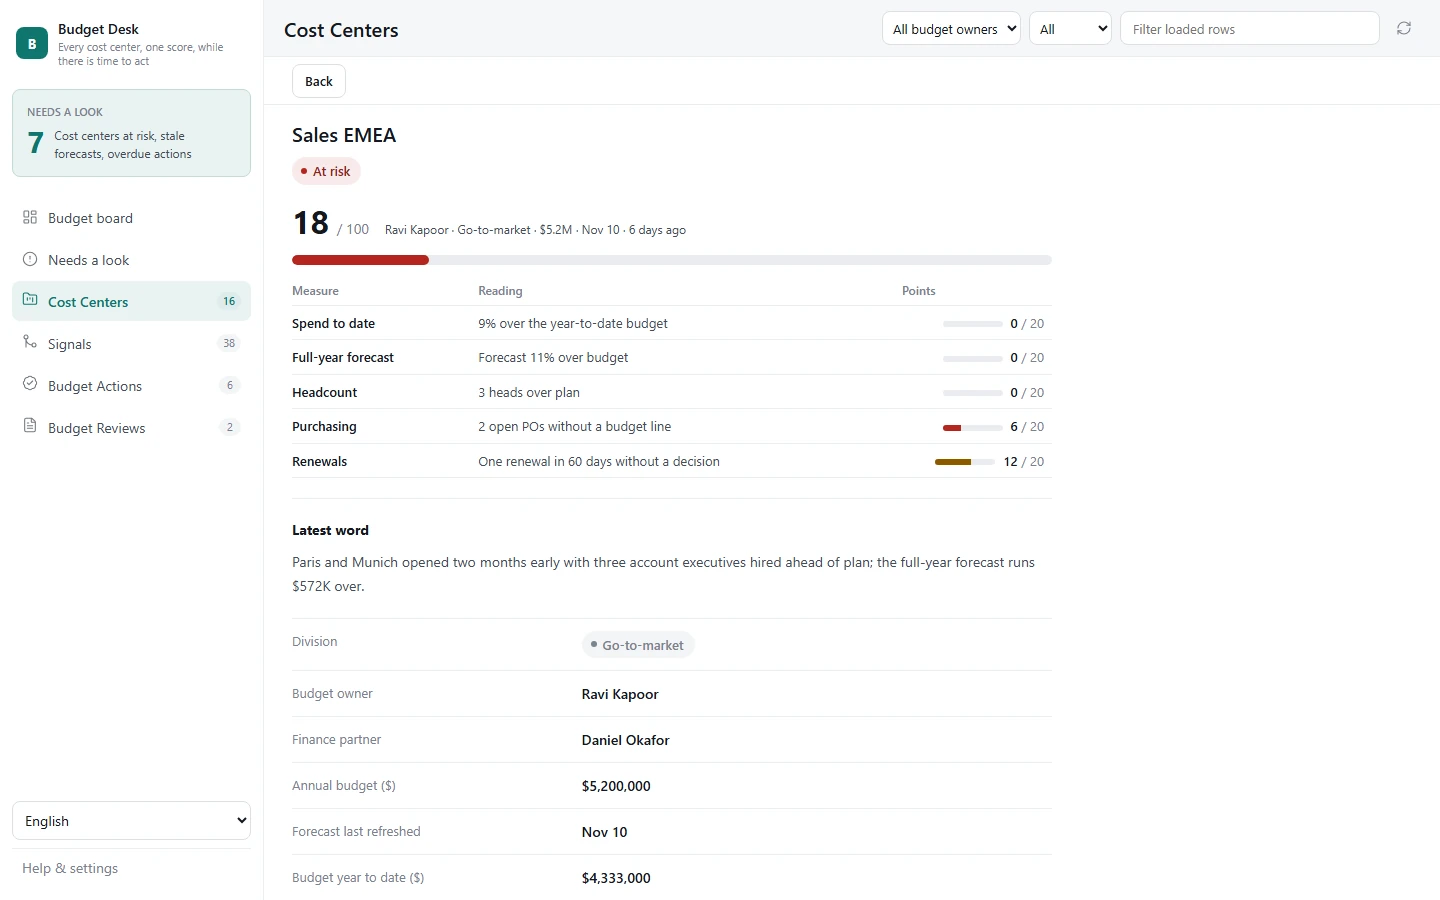 B
Budget Desk
Every cost center, one score, while
there is time to act
NEEDS A LOOK
7
Cost centers at risk, stale
forecasts, overdue actions
Budget board
Needs a look
Cost Centers 16
Signals 38
Budget Actions 6
Budget Reviews 2
English
Help & settings
Cost Centers
All budget owners
All
Filter loaded rows
Back
Sales EMEA
At risk
18 / 100 Ravi Kapoor · Go-to-market · $5.2M · Nov 10 · 6 days ago
Measure Reading Points
Spend to date 9% over the year-to-date budget 0 / 20
Full-year forecast Forecast 11% over budget 0 / 20
Headcount 3 heads over plan 0 / 20
Purchasing 2 open POs without a budget line 6 / 20
Renewals One renewal in 60 days without a decision 12 / 20
Latest word
Paris and Munich opened two months early with three account executives hired ahead of plan; the full-year forecast runs
$572K over.
Division Go-to-market
Budget owner Ravi Kapoor
Finance partner Daniel Okafor
Annual budget ($) $5,200,000
Forecast last refreshed Nov 10
Budget year to date ($) $4,333,000